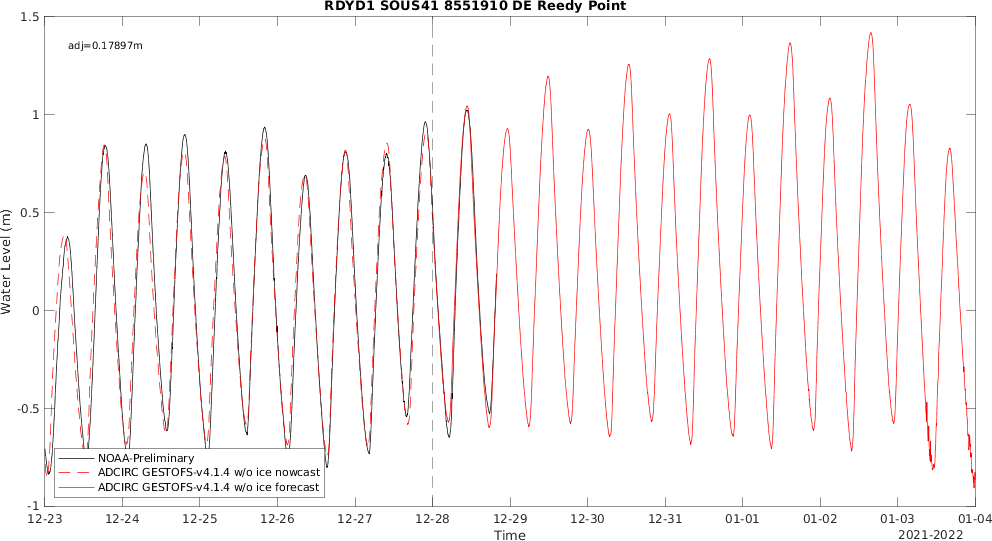 RDYD1 SOUS41 8551910 DE Reedy Point
adj=0.17897m
Water Level (m)
1.5
1
0.5
0
-0.5
-1
NOAA-Preliminary
ADCIRC GESTOFS-v4.1.4 w/o ice nowcast
ADCIRC GESTOFS-v4.1.4 w/o ice forecast
12-23 12-24 12-25 12-26 12-27 12-28 12-29 12-30 12-31 01-01 01-02 01-03 01-04
Time
2021-2022